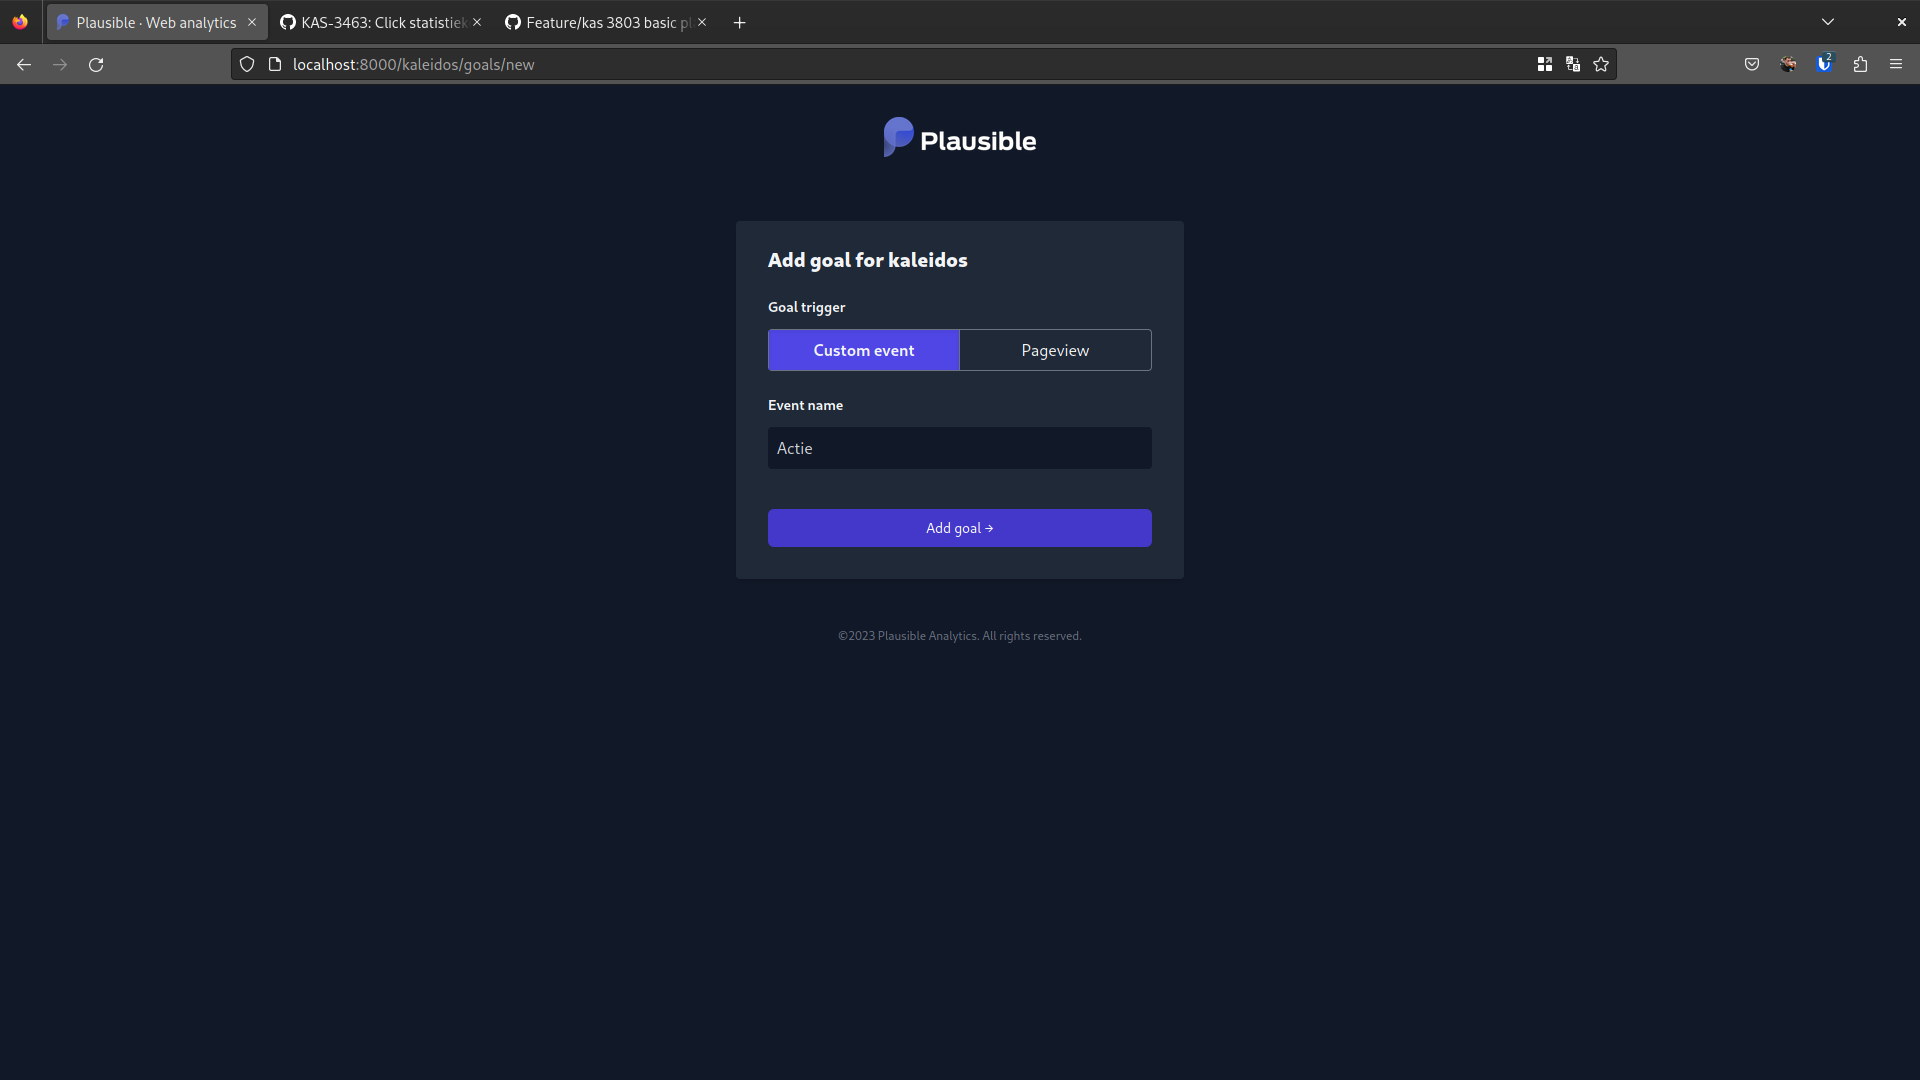 Plausible · Web analytics
KAS-3463: Click statistiek
Feature/kas 3803 basic pl
localhost:8000/kaleidos/goals/new
2
Plausible
Add goal for kaleidos
Goal trigger
Custom event
Pageview
Event name
Actie
Add goal →
©2023 Plausible Analytics. All rights reserved.